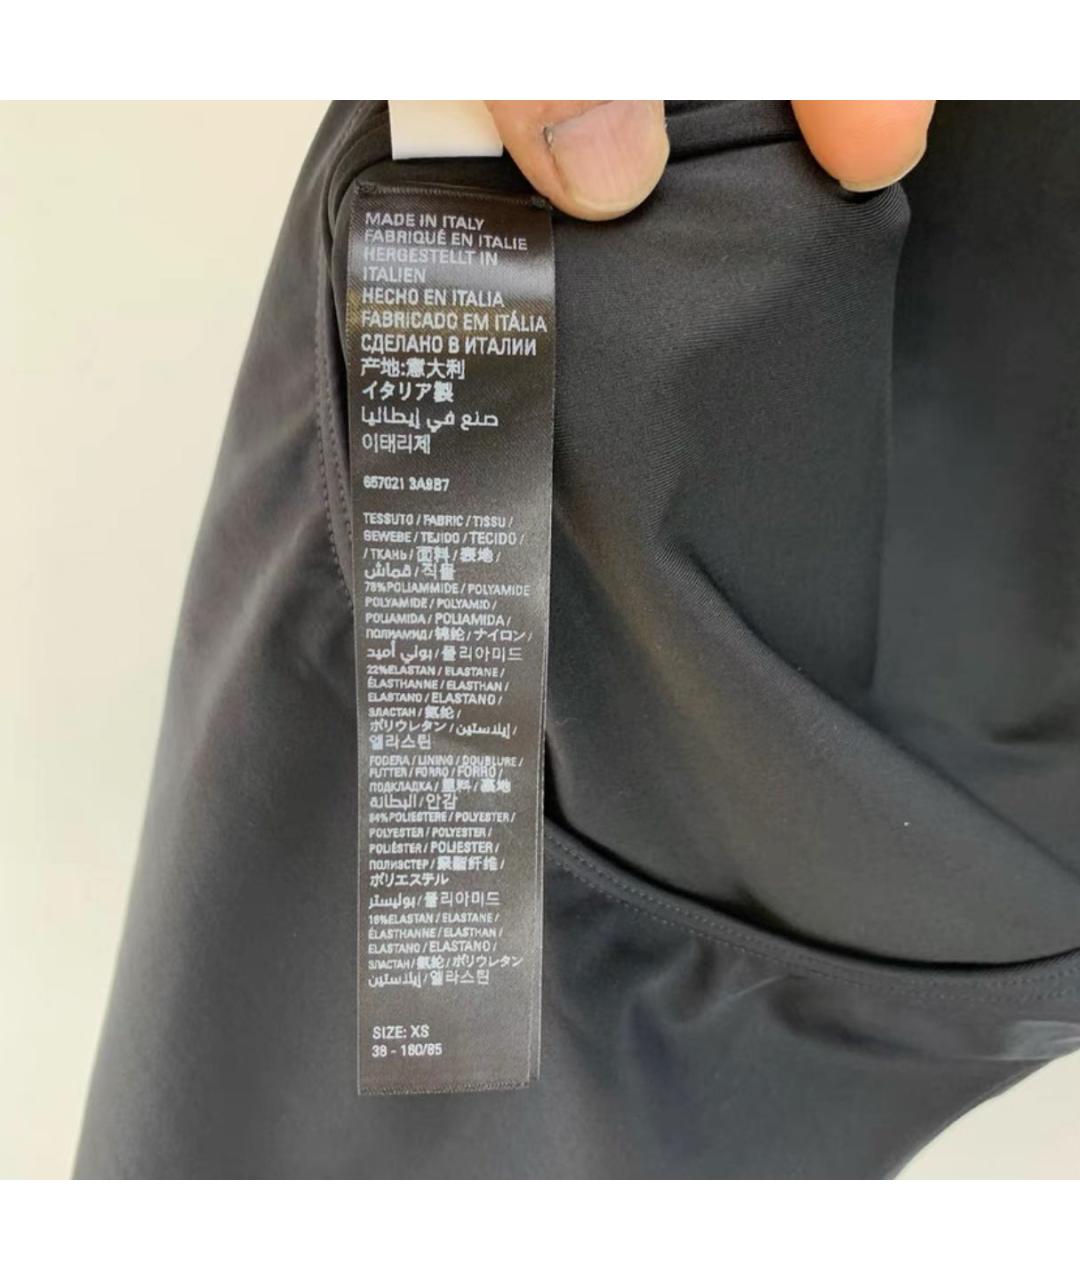 MADE IN ITALY
FABRIQUÉ EN ITALIE
HERGESTELLT IN
ITALIEN
HECHO EN ITALIA
FABRICADO EM ITÁLIA
СДЕЛАНО В ИТАЛИИ
产地:意大利
イタリア製
صنع في إيطاليا
이태리제
657021 3A9B7
TESSUTO / FABRIC / TISSU /
GEWEBE / TEJIDO / TECIDO /
/ ТКАНЬ / 面料 / 表地 /
قماش / 직물
78%POLIAMMIDE / POLYAMIDE
POLYAMIDE / POLYAMID /
POLIAMIDA / POLIAMIDA /
ПОЛИАМИД / 锦纶 / ナイロン /
بولي أميد / 폴리아미드
22%ELASTAN / ELASTANE /
ÉLASTHANNE / ELASTHAN /
ELASTANO / ELASTANO /
ЭЛАСТАН / 氨纶 /
ポリウレタン / إيلاستين /
엘라스틴
FODERA / LINING / DOUBLURE /
FUTTER / FORRO / FORRO /
ПОДКЛАДКА / 里料 / 裏地
البطانة / 안감
84%POLIESTERE / POLYESTER /
POLYESTER / POLYESTER /
POLIÉSTER / POLIESTER /
ПОЛИЭСТЕР / 聚酯纤维 /
ポリエステル
بوليستر / 폴리아미드
16%ELASTAN / ELASTANE /
ÉLASTHANNE / ELASTHAN /
ELASTANO / ELASTANO /
ЭЛАСТАН / 氨纶 / ポリウレタン
إيلاستين / 엘라스틴
SIZE: XS
38 - 160/85